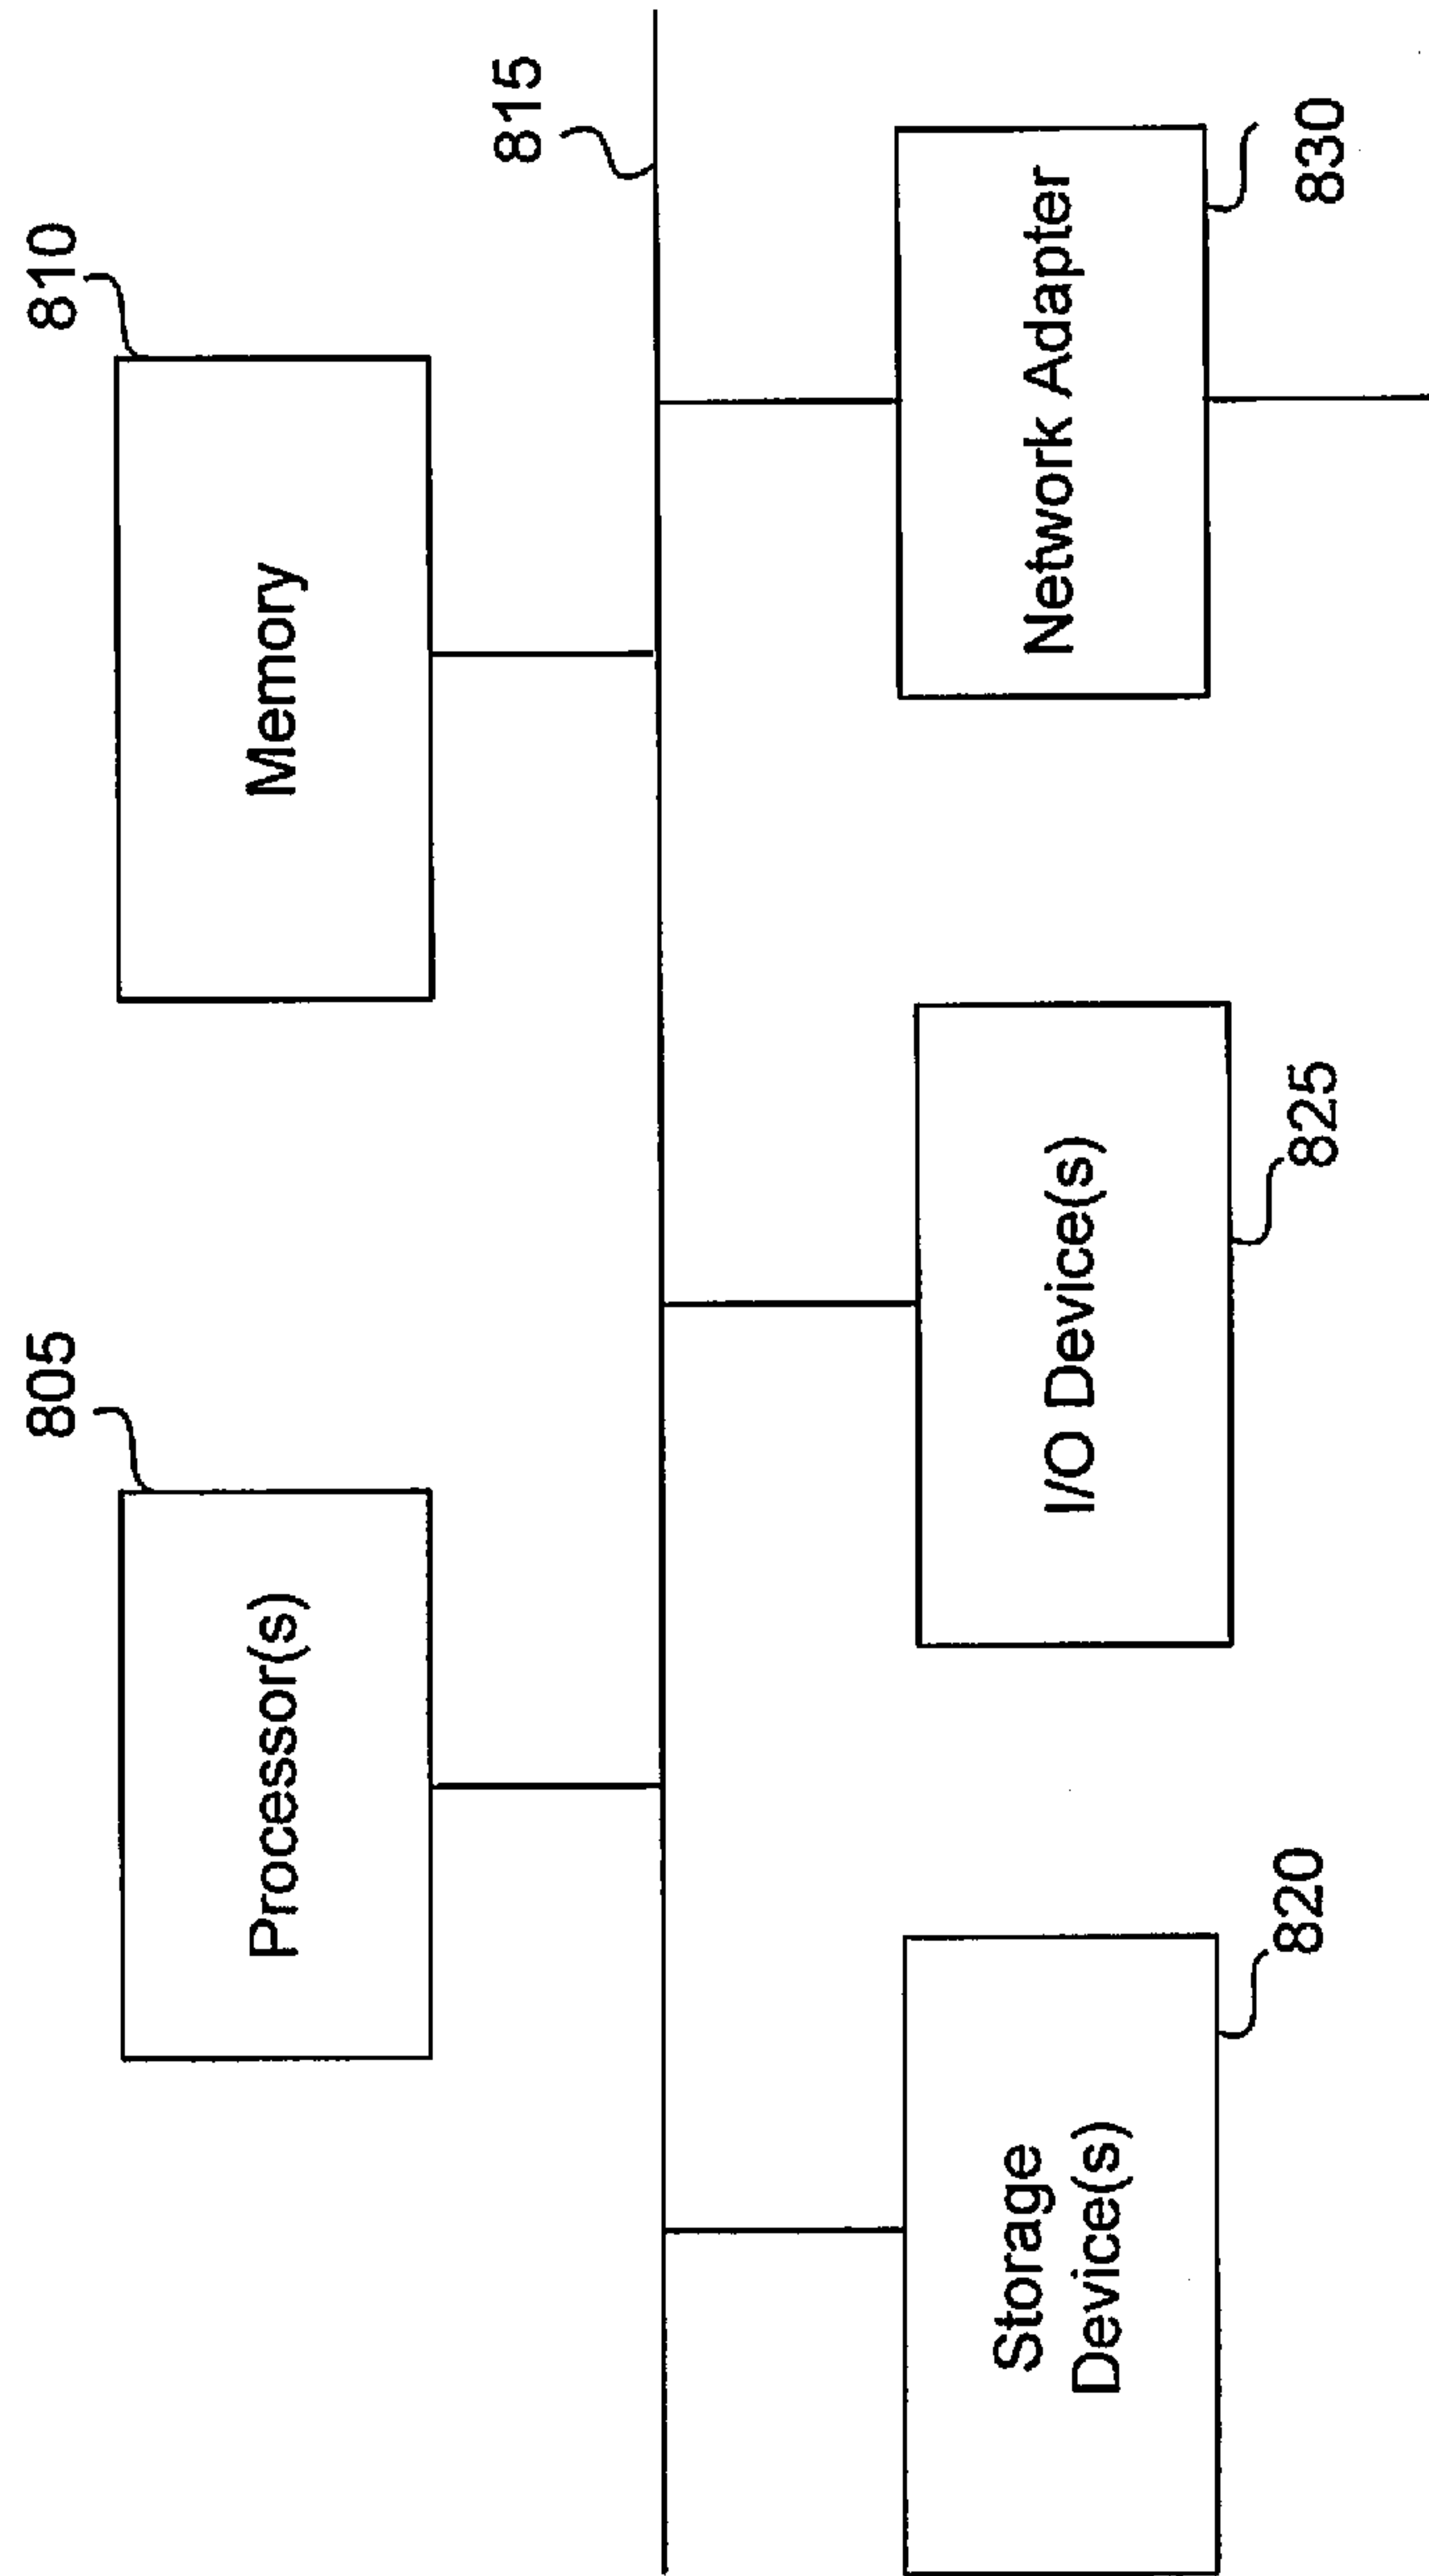 805
810
Processor(s)
Memory
815
Storage
Device(s)
I/O Device(s)
Network Adapter
820
825
830